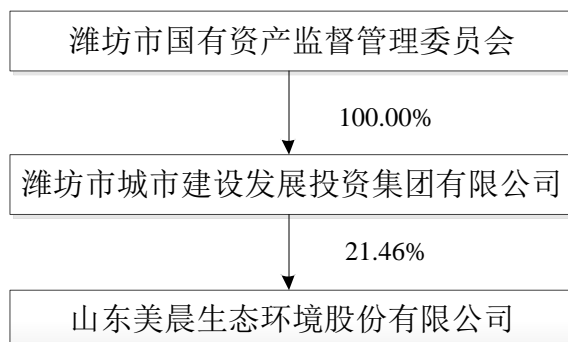 潍坊市国有资产监督管理委员会
100.00%
潍坊市城市建设发展投资集团有限公司
21.46%
山东美晨生态环境股份有限公司